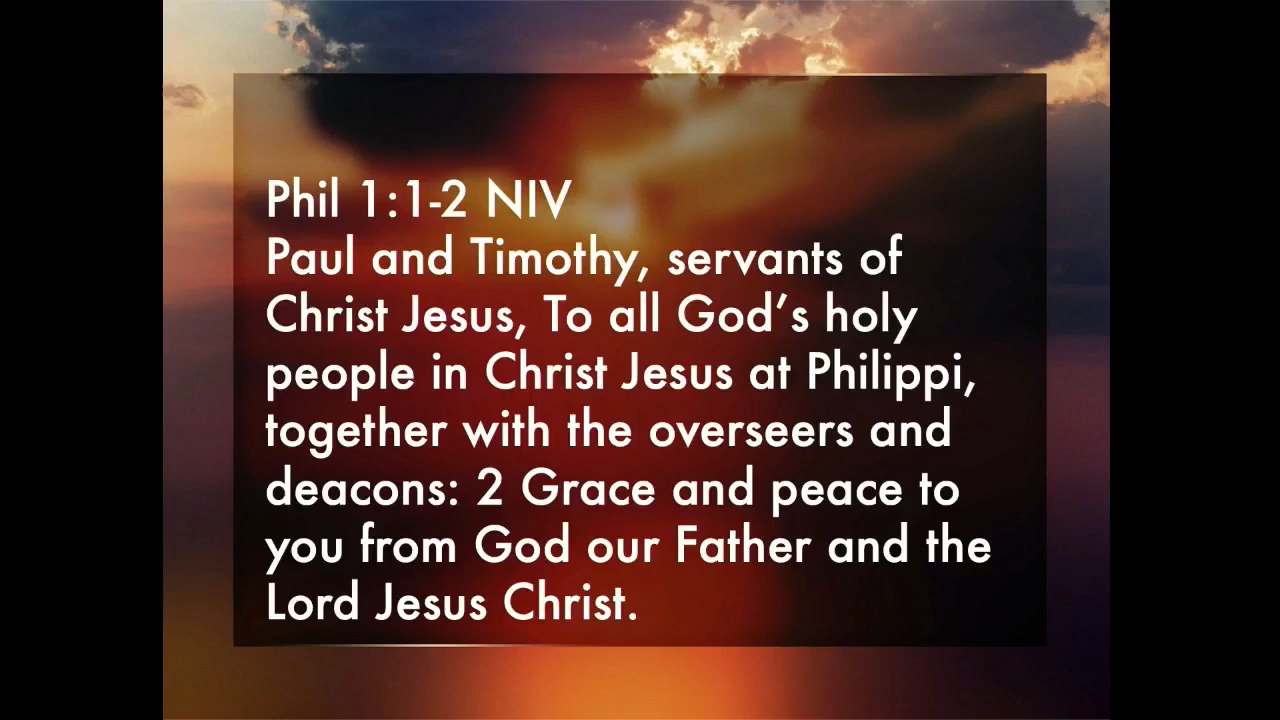 Phil 1:1-2 NIV
Paul and Timothy, servants of
Christ Jesus, To all God’s holy
people in Christ Jesus at Philippi,
together with the overseers and
deacons: 2 Grace and peace to
you from God our Father and the
Lord Jesus Christ.